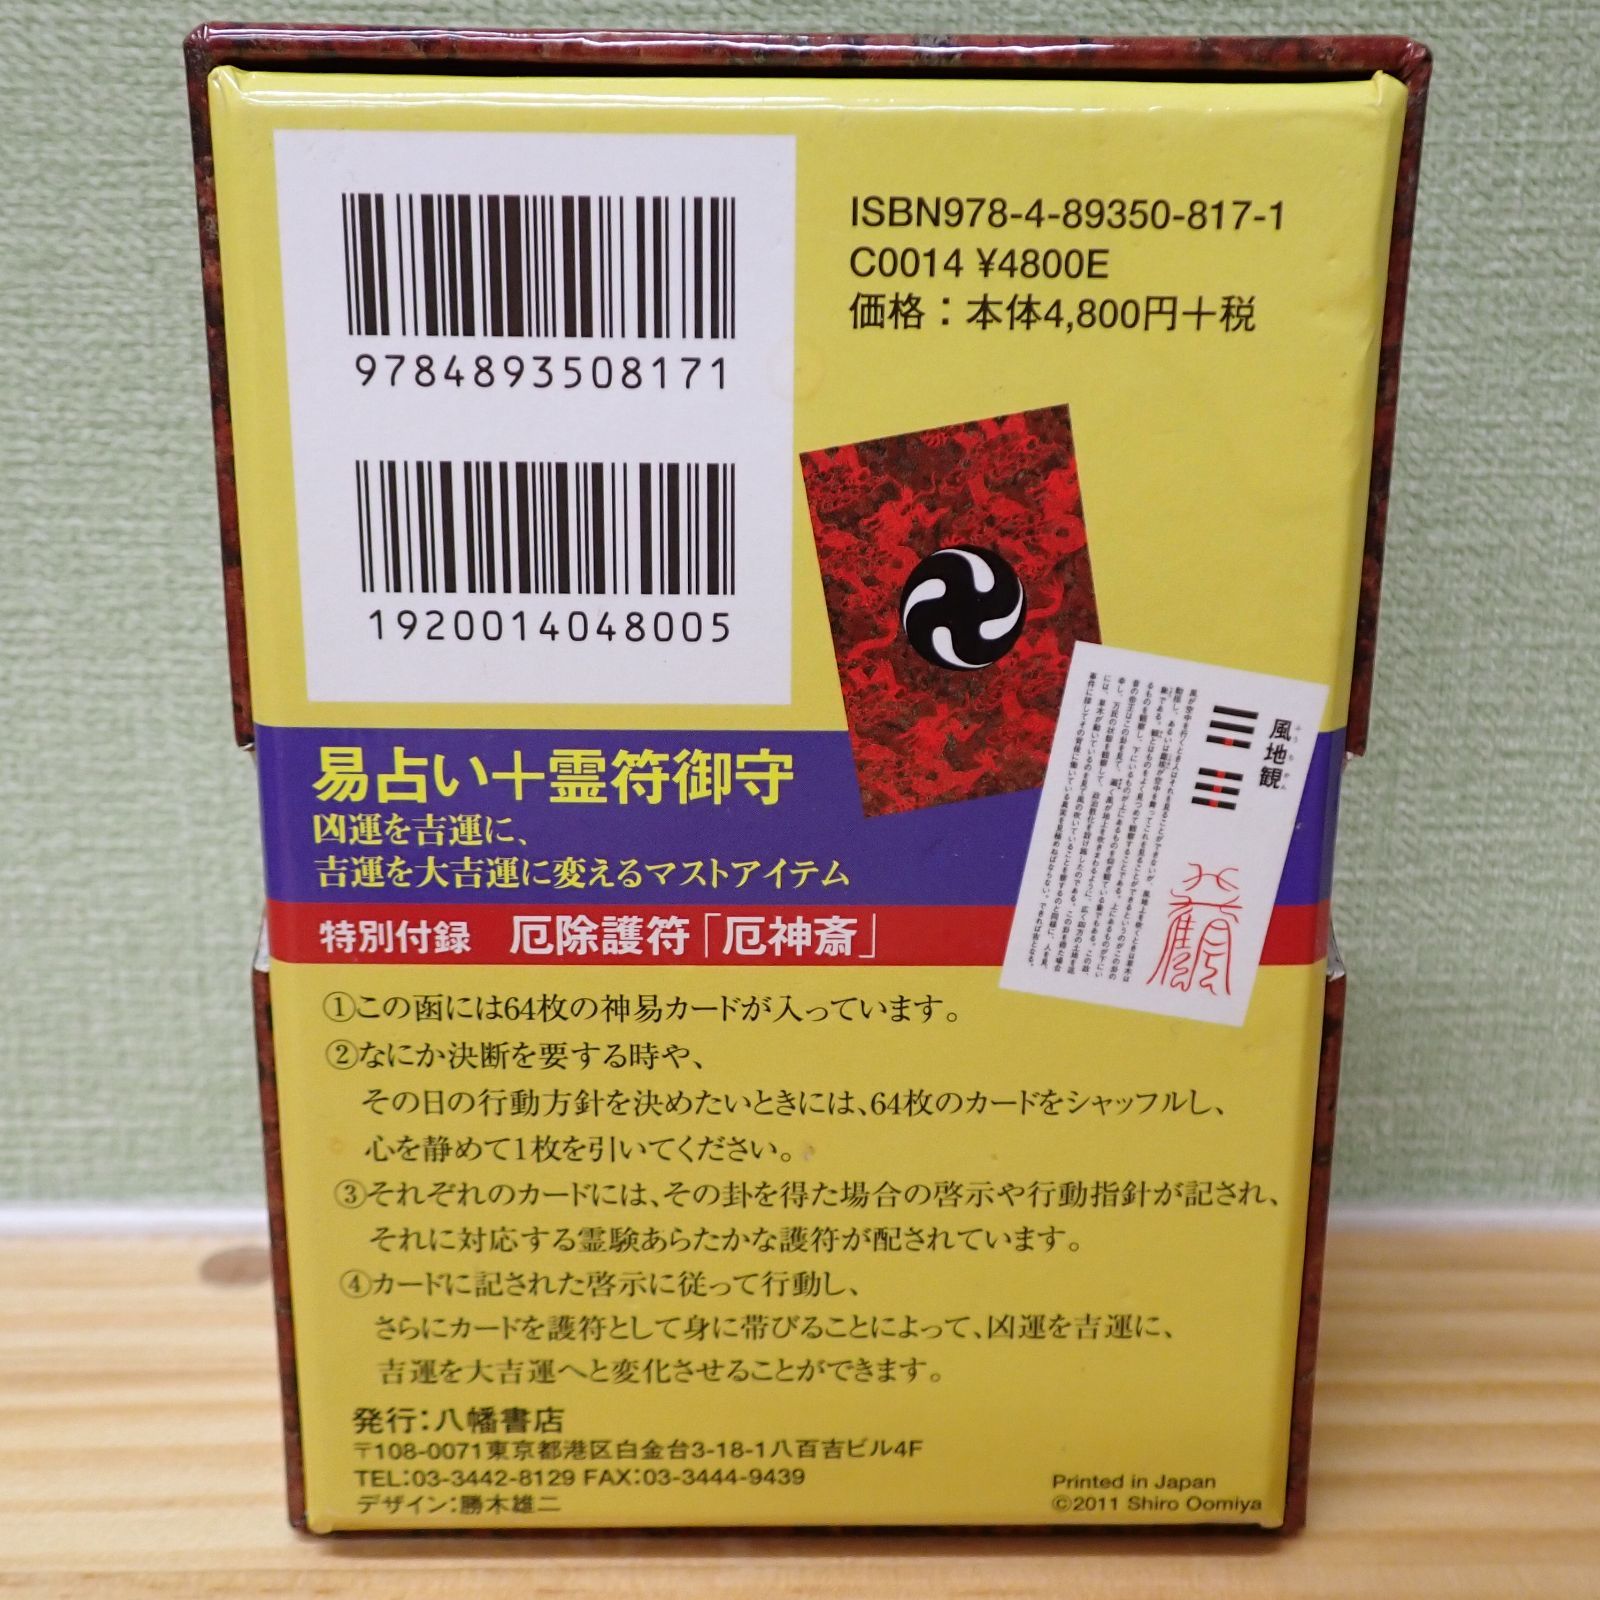 9784893508171
1920014048005
ISBN978-4-89350-817-1
C0014 ¥4800E
価格：本体4,800円＋税
風地観
易占い＋霊符御守
凶運を吉運に、
吉運を大吉運に変えるマストアイテム
特別付録 厄除護符「厄神斎」
①この函には64枚の神易カードが入っています。
②なにか決断を要する時や、
その日の行動方針を決めたいときには、64枚のカードをシャッフルし、
心を静めて1枚を引いてください。
③それぞれのカードには、その卦を得た場合の啓示や行動指針が記され、
それに対応する霊験あらたかな護符が配されています。
④カードに記された啓示に従って行動し、
さらにカードを護符として身に帯びることによって、凶運を吉運に、
吉運を大吉運へと変化させることができます。
発行：八幡書店
〒108-0071東京都港区白金台3-18-1八百吉ビル4F
TEL：03-3442-8129 FAX：03-3444-9439
デザイン：勝木雄二
Printed in Japan
©2011 Shiro Oomiya